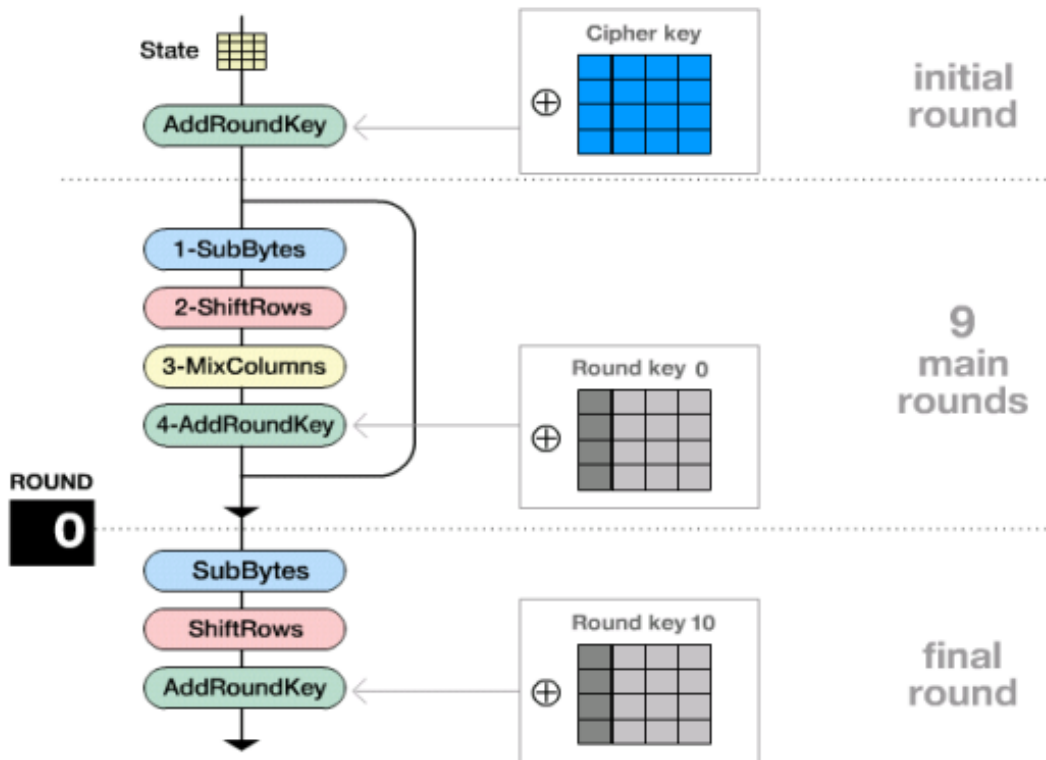 State
Cipher key
initial
round
AddRoundKey
1-SubBytes
2-ShiftRows
3-MixColumns
4-AddRoundKey
Round key 0
9
main
rounds
ROUND
0
SubBytes
ShiftRows
AddRoundKey
Round key 10
final
round